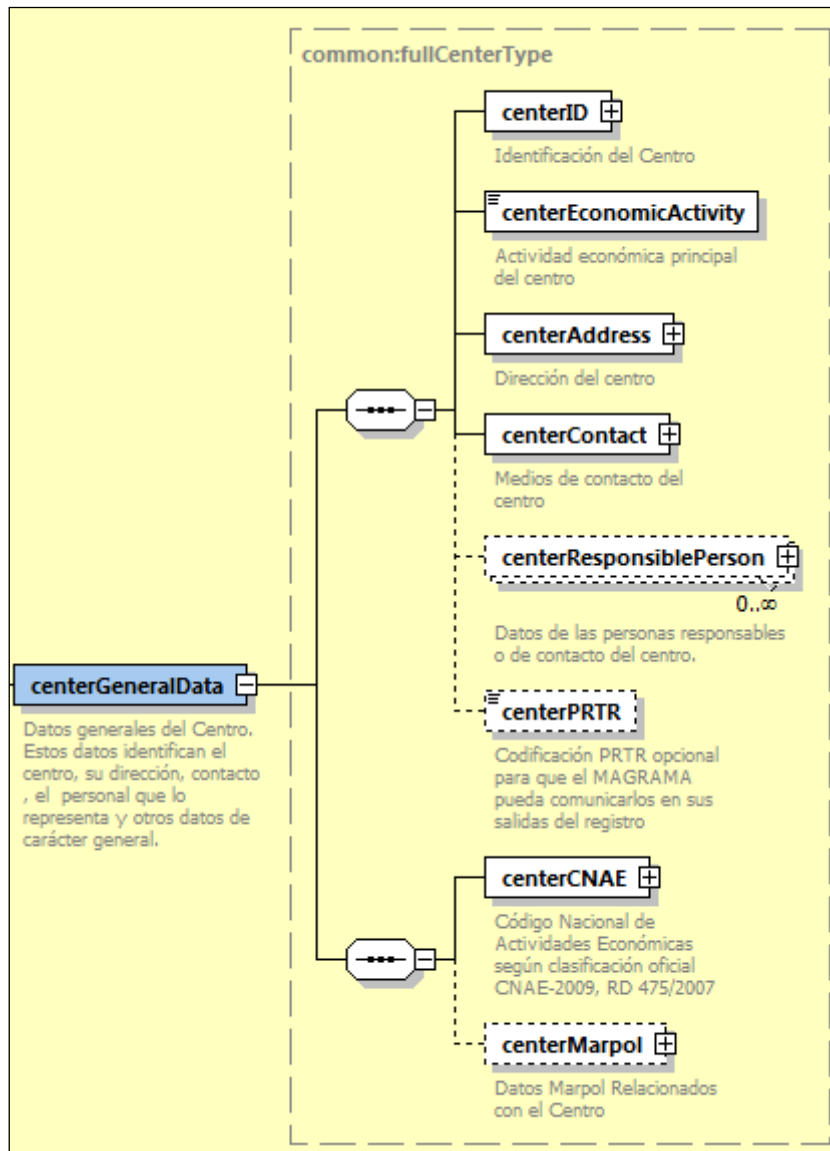 common:fullCenterType
centerID
Identificación del Centro
centerEconomicActivity
Actividad económica principal
del centro
centerAddress
Dirección del centro
centerContact
Medios de contacto del
centro
centerResponsiblePerson
0..∞
Datos de las personas responsables
o de contacto del centro.
centerGeneralData
Datos generales del Centro.
Estos datos identifican el
centro, su dirección, contacto
, el personal que lo
representa y otros datos de
carácter general.
centerPRTR
Codificación PRTR opcional
para que el MAGRAMA
pueda comunicarlos en sus
salidas del registro
centerCNAE
Código Nacional de
Actividades Económicas
según clasificación oficial
CNAE-2009, RD 475/2007
centerMarpol
Datos Marpol Relacionados
con el Centro